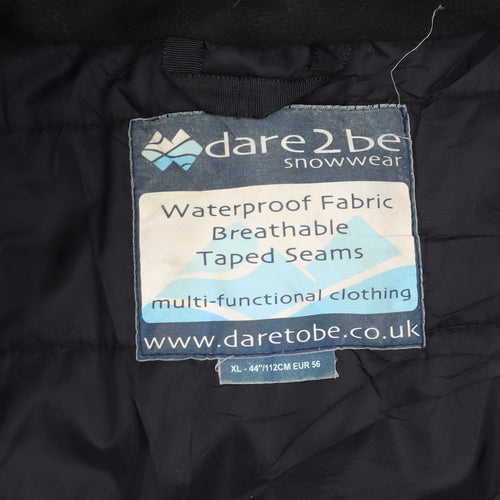 dare2be
snowwear
Waterproof Fabric
Breathable
Taped Seams
multi-functional clothing
www.daretobe.co.uk
XL - 44"/112CM EUR 56